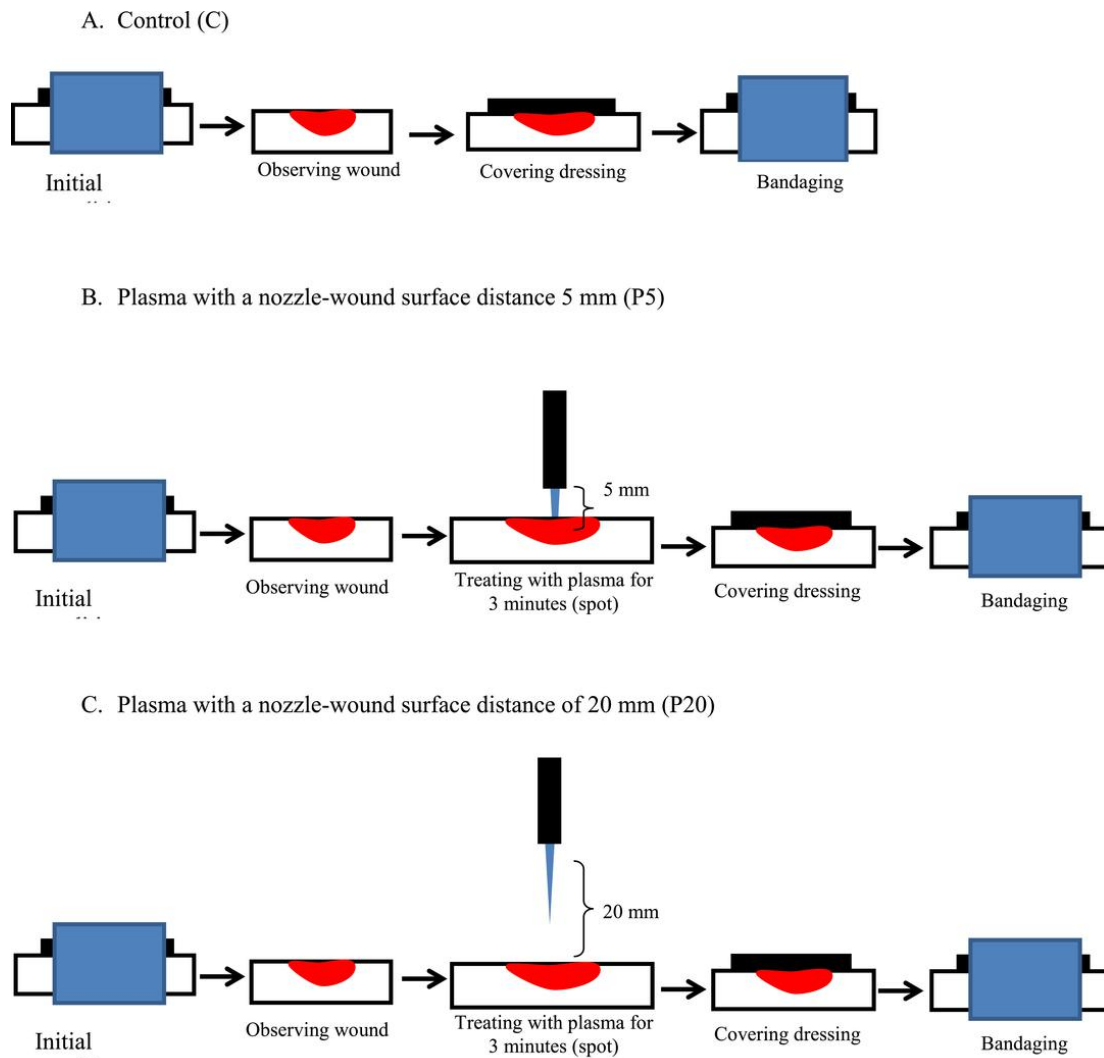 A. Control (C)
Initial
Observing wound
Covering dressing
Bandaging
B. Plasma with a nozzle-wound surface distance 5 mm (P5)
5 mm
Initial
Observing wound
Treating with plasma for
3 minutes (spot)
Covering dressing
Bandaging
C. Plasma with a nozzle-wound surface distance of 20 mm (P20)
20 mm
Initial
Observing wound
Treating with plasma for
3 minutes (spot)
Covering dressing
Bandaging